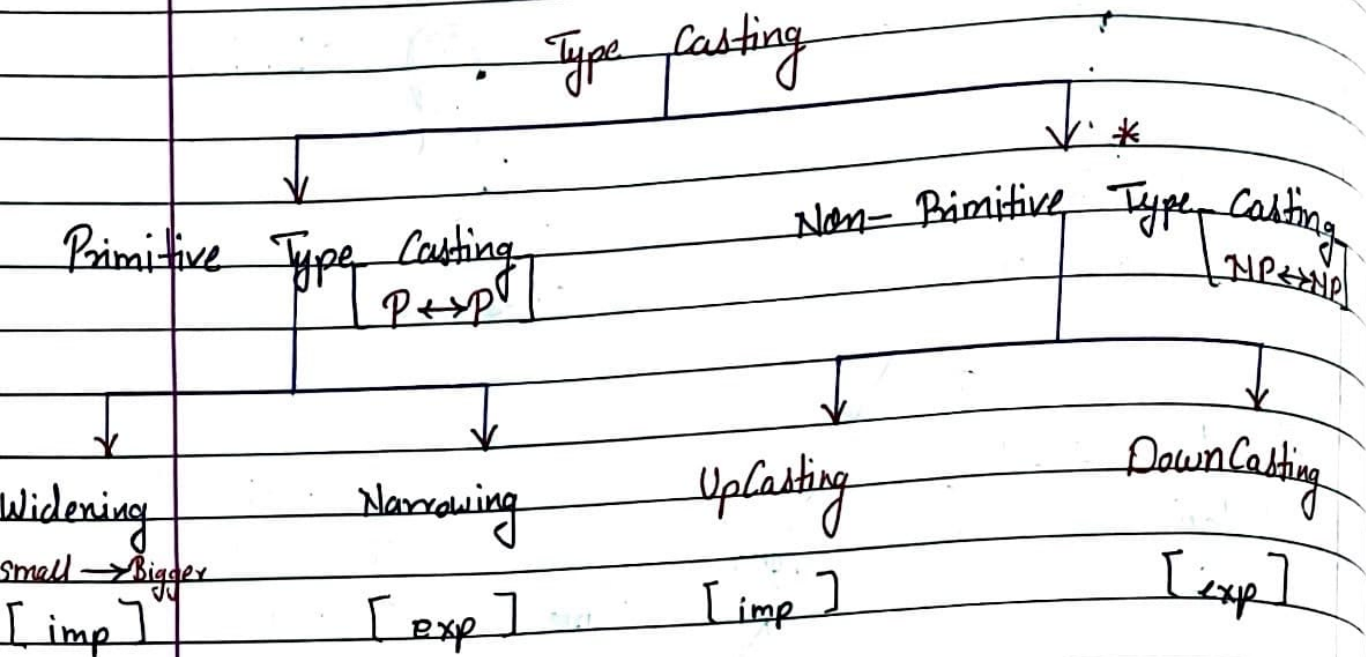 Type Casting
*
Non- Primitive Type Casting
NP↔NP
Primitive Type Casting
P↔P
Widening
Small → Bigger
[ imp ]
Narrowing
[ exp ]
UpCasting
[ imp ]
DownCasting
[ exp ]